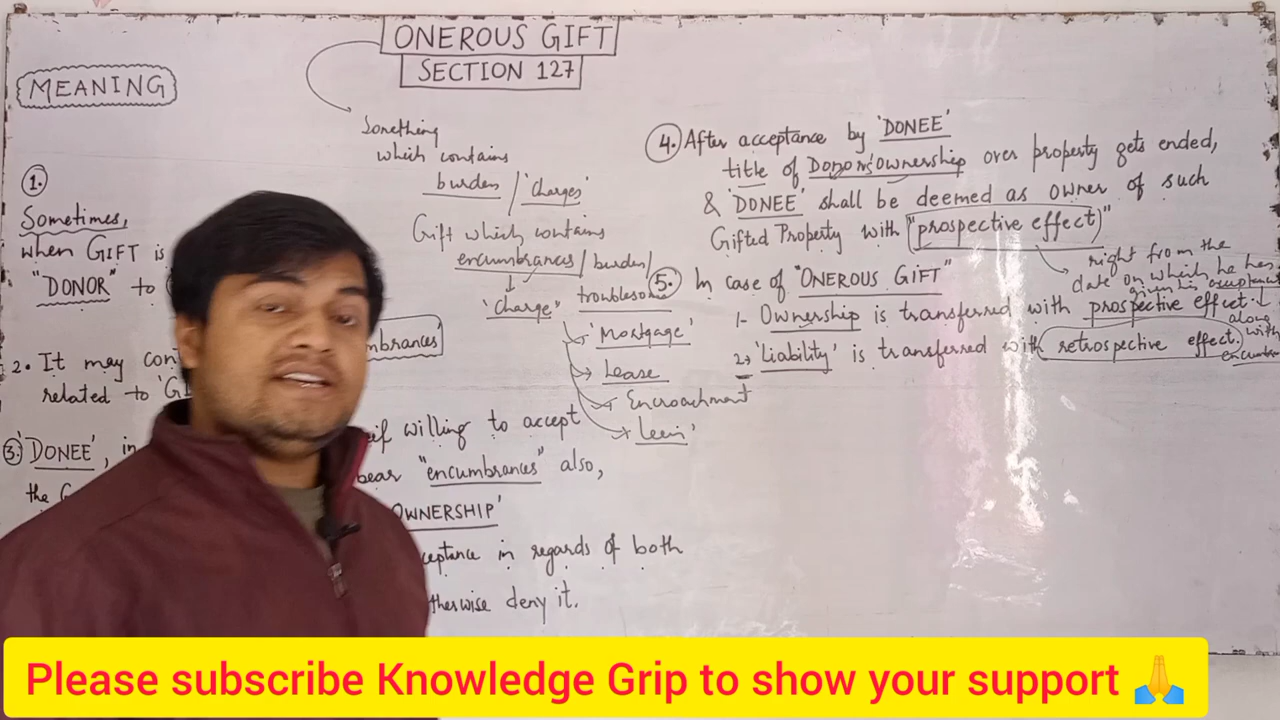 ONEROUS GIFT
SECTION 127
MEANING
Something
which contains
burden / 'Charges'
Gift which contains
encumbrances / burden /
'Charge' troubleso
'Mortgage'
Lease
Encroachment
'Leein'
1.
Sometimes,
when GIFT is
"DONOR" to
mbrances
2. It may con
related to 'GI
3. 'DONEE', in if willing to accept
the G bear "encumbrances" also,
OWNERSHIP'
ceptance in regards of both
therwise deny it.
4. After acceptance by 'DONEE'
title of Donors' Ownership over property gets ended,
& 'DONEE' shall be deemed as owner of such
Gifted Property with "prospective effect"
right from the
date on which he has
given his acceptance
5. In case of "ONEROUS GIFT"
1- Ownership is transferred with prospective effect.
2- 'Liability' is transferred with retrospective effect.
along
with
Please subscribe Knowledge Grip to show your support 🙏